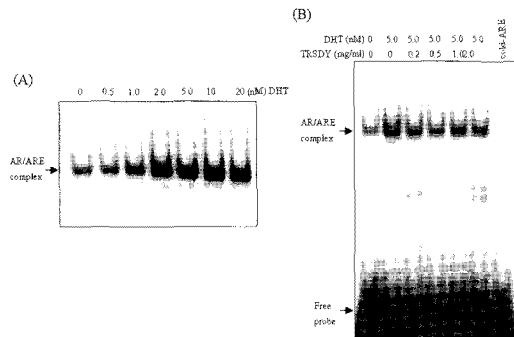 (A)
0 0.5 1.0 2.0 5.0 10 20 (nM) DHT
AR/ARE
complex
(B)
DHT (nM) 0 5.0 5.0 5.0 5.0 5.0
TRSDY (mg/ml) 0 0 0.2 0.5 1.0 2.0
cold-ARE
AR/ARE
complex
Free
probe